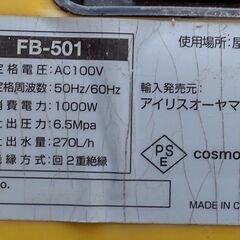 FB-501
定格電圧：AC100V
定格周波数：50Hz/60Hz
消費電力：1000W
吐出圧力：6.5Mpa
吐出水量：270L/h
絶縁方式：回 2重絶縁
o.
使用場所：屋
輸入発売元：
アイリスオーヤマ
PS
E
cosmo
MADE IN C